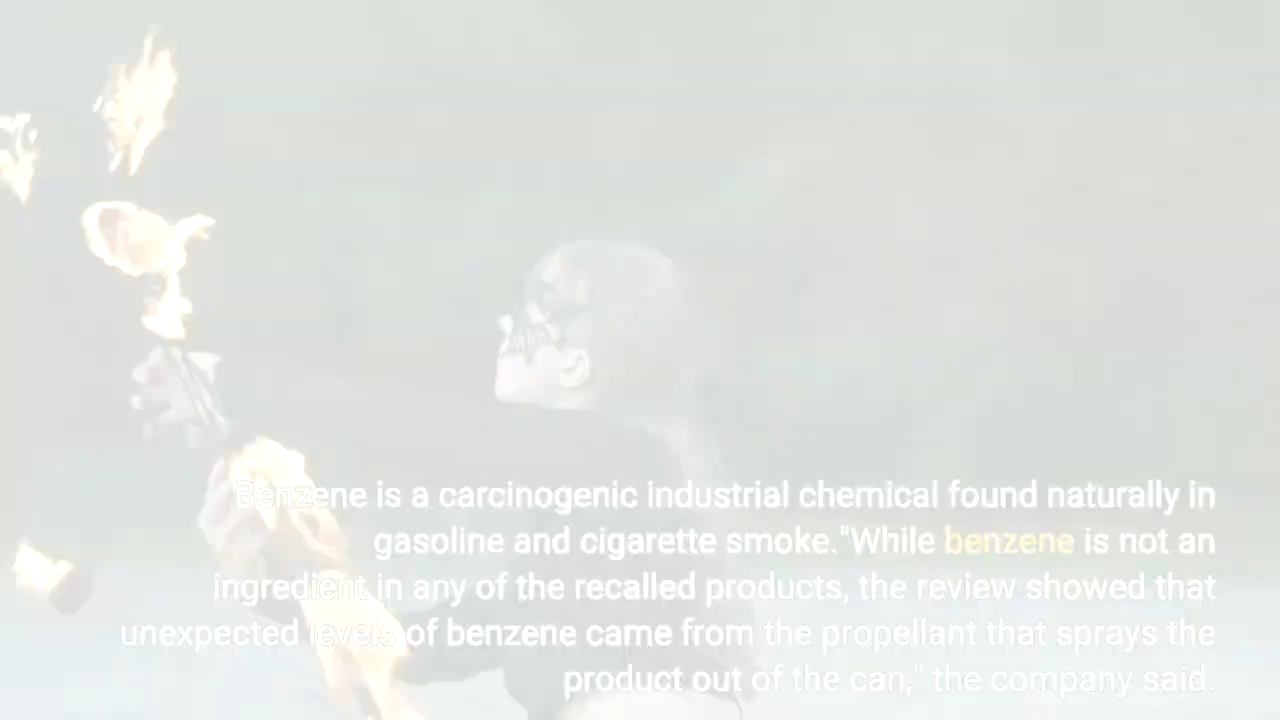 Benzene is a carcinogenic industrial chemical found naturally in
gasoline and cigarette smoke."While benzene is not an
ingredient in any of the recalled products, the review showed that
unexpected levels of benzene came from the propellant that sprays the
product out of the can," the company said.